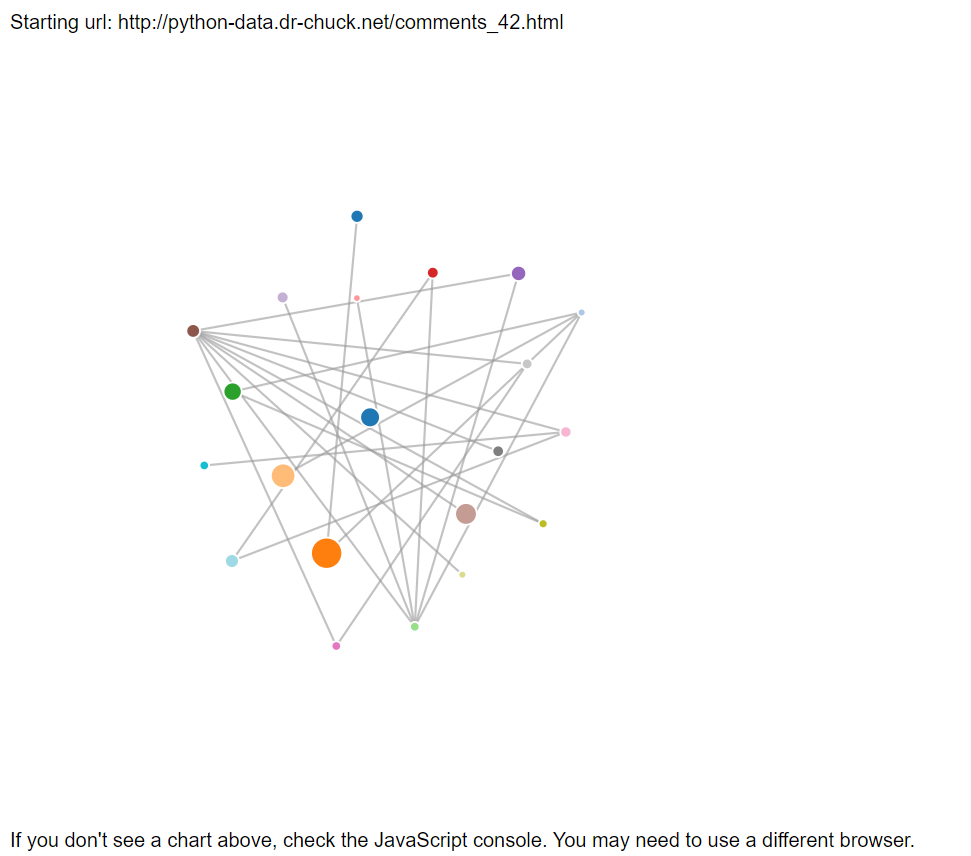 Starting url: http://python-data.dr-chuck.net/comments_42.html
If you don't see a chart above, check the JavaScript console. You may need to use a different browser.